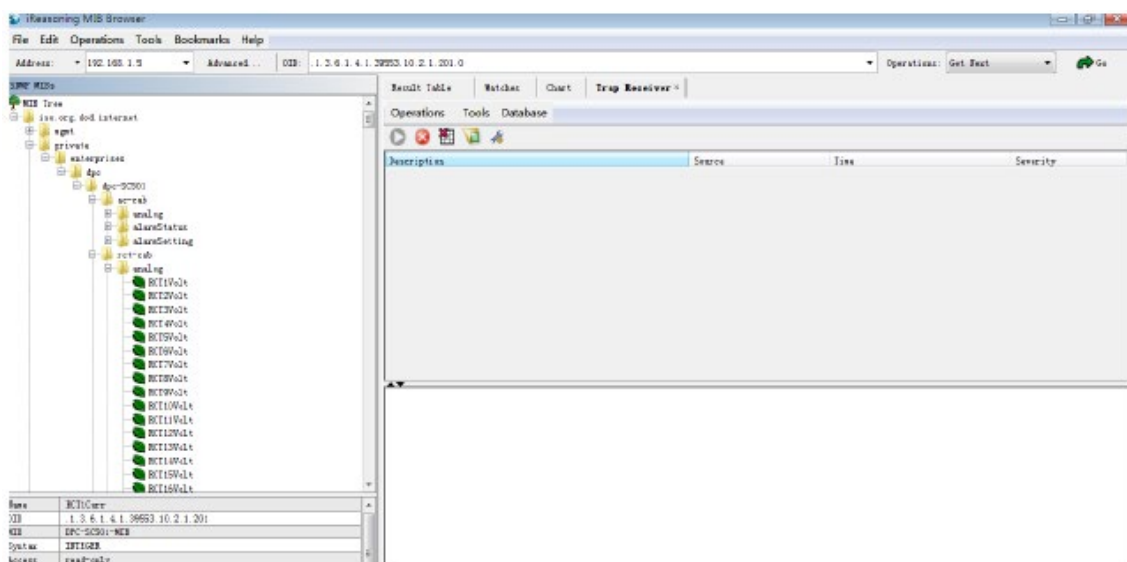 iReasoning MIB Browser
File Edit Operations Tools Bookmarks Help
Address: 192.168.1.5 Advanced... OID: .1.3.6.1.4.1.39553.10.2.1.201.0 Operations: Get Next Go
SNMP MIBs
MIB Tree
iso.org.dod.internet
mgmt
private
enterprises
dpc
dpc-SC501
ac-cab
analog
alarmStatus
alarmSetting
rct-cab
analog
RCT1Volt
RCT2Volt
RCT3Volt
RCT4Volt
RCT5Volt
RCT6Volt
RCT7Volt
RCT8Volt
RCT9Volt
RCT10Volt
RCT11Volt
RCT12Volt
RCT13Volt
RCT14Volt
RCT15Volt
RCT16Volt
Name RCT1Curr
OID .1.3.6.1.4.1.39553.10.2.1.201
MIB DPC-SC501-MIB
Syntax INTEGER
Access read-only
Result Table Watches Chart Trap Receiver
Operations Tools Database
Description Source Time Severity